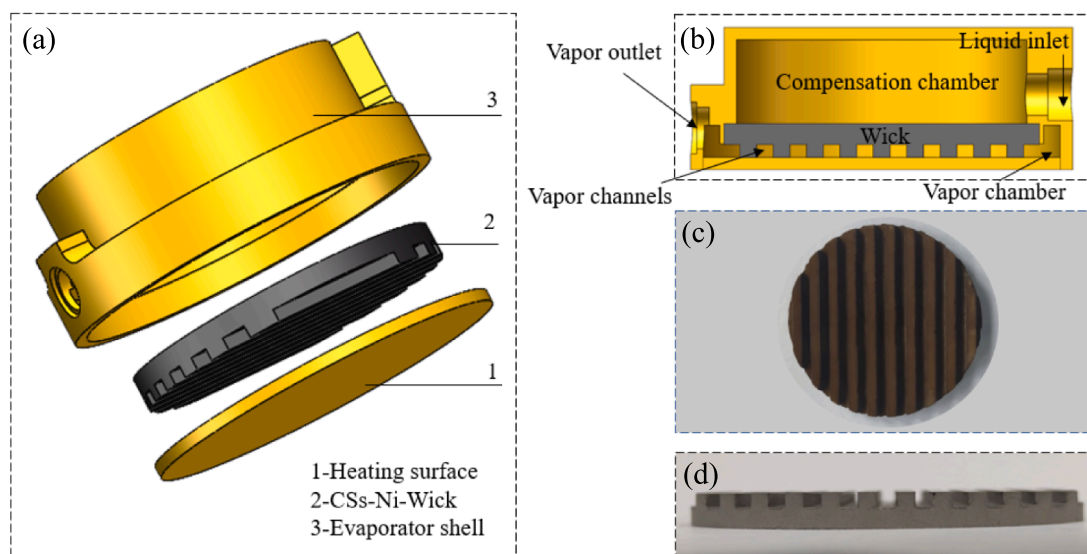 (a)
3
2
1
1-Heating surface
2-CSs-Ni-Wick
3-Evaporator shell
(b)
Vapor outlet
Liquid inlet
Compensation chamber
Wick
Vapor channels
Vapor chamber
(c)
(d)